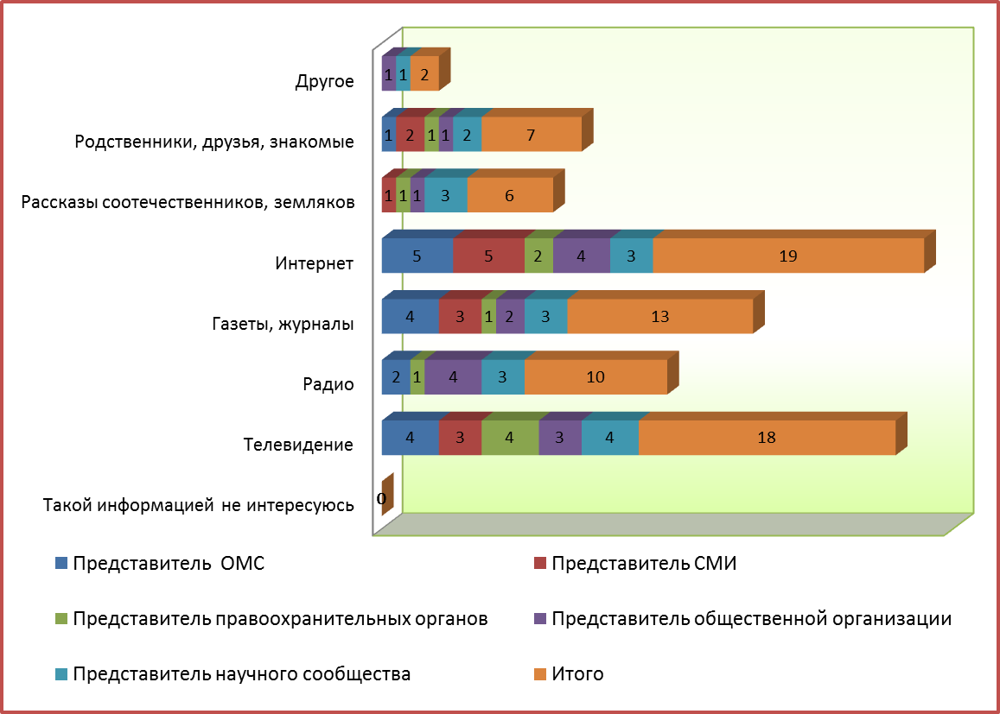 Другое 1 1 2
Родственники, друзья, знакомые 1 2 1 1 2 7
Рассказы соотечественников, земляков 1 1 1 3 6
Интернет 5 5 2 4 3 19
Газеты, журналы 4 3 1 2 3 13
Радио 2 1 4 3 10
Телевидение 4 3 4 3 4 18
Такой информацией не интересуюсь 0
Представитель ОМС Представитель СМИ
Представитель правоохранительных органов Представитель общественной организации
Представитель научного сообщества Итого